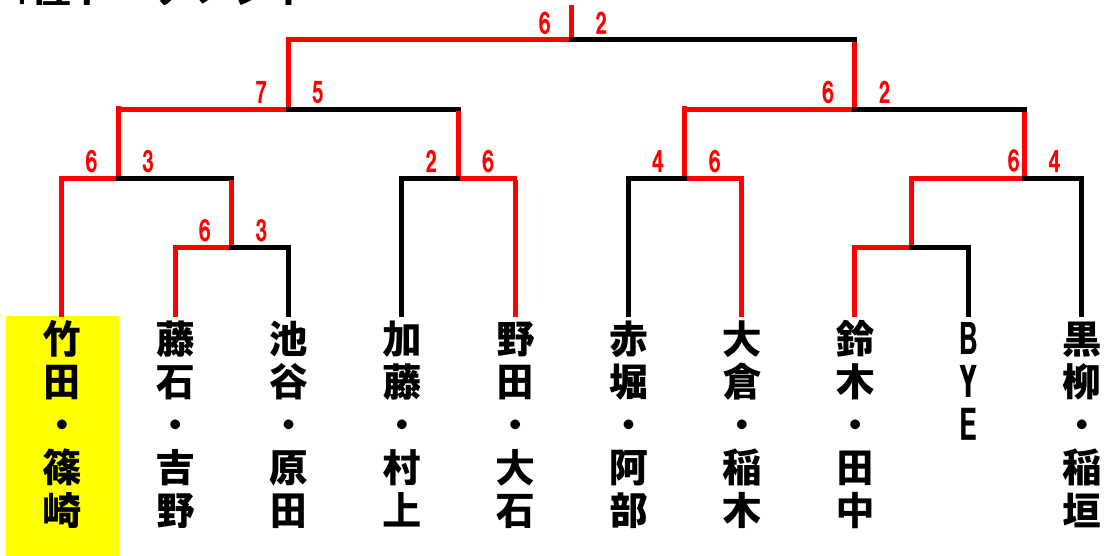 6 2
7 5
6 2
6 3
2 6
4 6
6 4
6 3
竹田・篠崎
藤石・吉野
池谷・原田
加藤・村上
野田・大石
赤堀・阿部
大倉・稲木
鈴木・田中
BYE
黒柳・稲垣